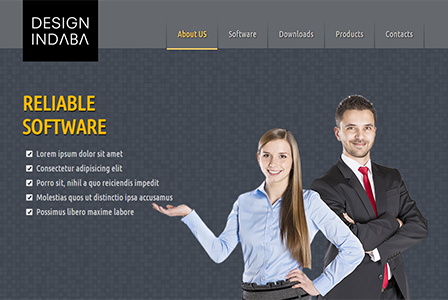 DESIGN
INDABA
About US Software Downloads Products Contacts
RELIABLE
SOFTWARE
Lorem ipsum dolor sit amet
Consectetur adipisicing elit
Porro sit, nihil a quo reiciendis impedit
Molestias quos ut distinctio ipsa accusamus
Possimus libero maxime labore